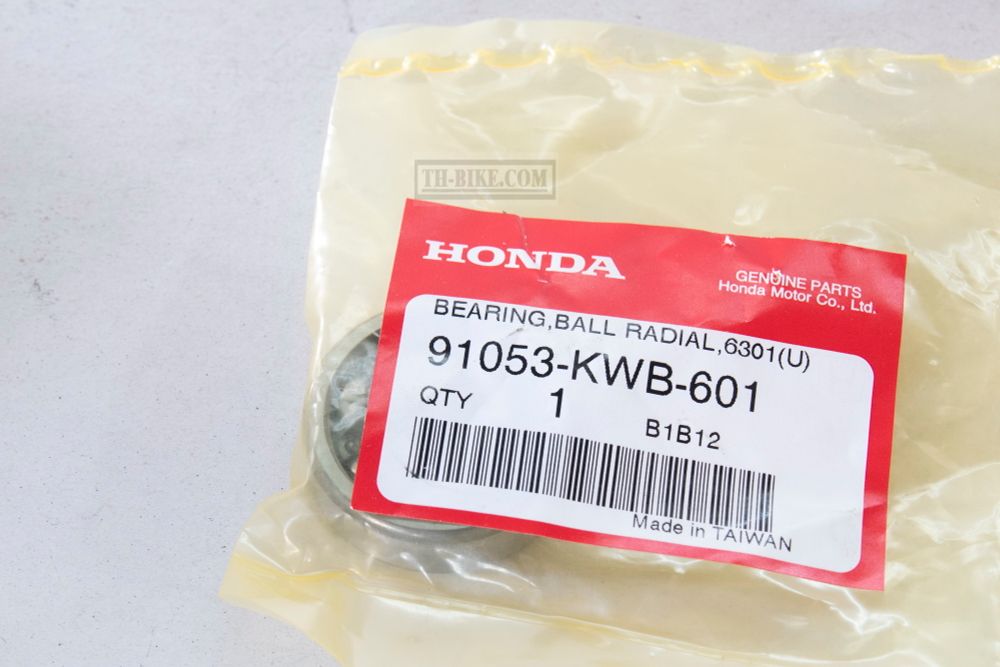 TH-BIKE.COM
HONDA
GENUINE PARTS
Honda Motor Co., Ltd.
BEARING,BALL RADIAL,6301(U)
91053-KWB-601
QTY 1
B1B12
Made in TAIWAN